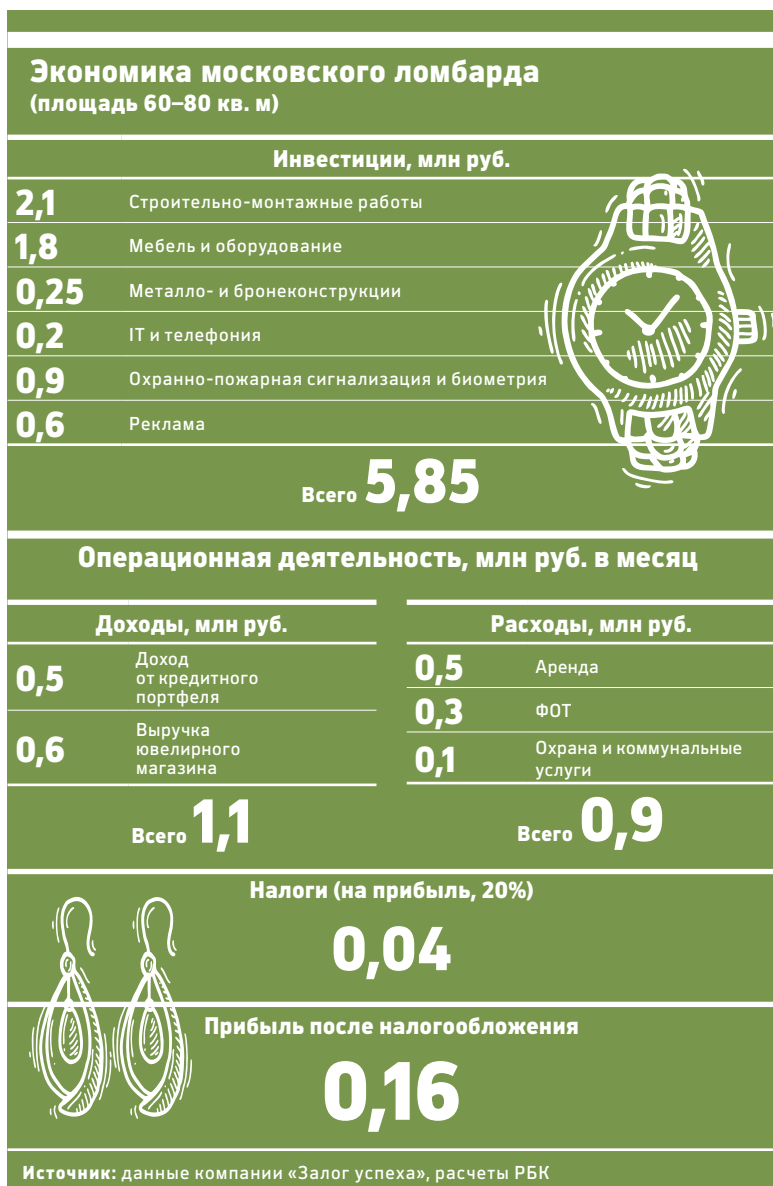 Экономика московского ломбарда
(площадь 60–80 кв. м)
Инвестиции, млн руб.
2,1 Строительно-монтажные работы
1,8 Мебель и оборудование
0,25 Металло- и бронеконструкции
0,2 IT и телефония
0,9 Охранно-пожарная сигнализация и биометрия
0,6 Реклама
Всего 5,85
Операционная деятельность, млн руб. в месяц
Доходы, млн руб.
0,5 Доход
от кредитного
портфеля
0,6 Выручка
ювелирного
магазина
Всего 1,1
Расходы, млн руб.
0,5 Аренда
0,3 ФОТ
0,1 Охрана и коммунальные
услуги
Всего 0,9
Налоги (на прибыль, 20%)
0,04
Прибыль после налогообложения
0,16
Источник: данные компании «Залог успеха», расчеты РБК